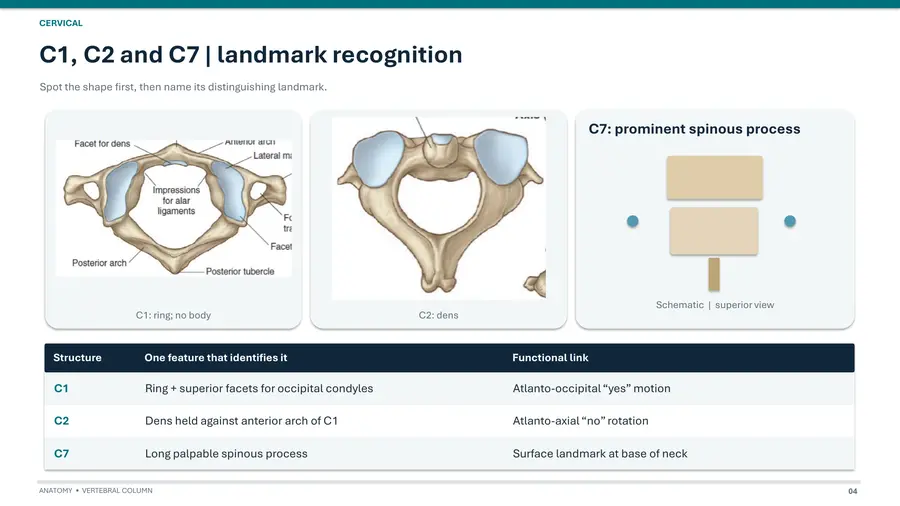 CERVICAL
C1, C2 and C7 | landmark recognition
Spot the shape first, then name its distinguishing landmark.
Facet for dens
Anterior arch
Lateral
Impressions
for alar
ligaments
Facet
Posterior arch
Posterior tubercle
C1: ring; no body
C2: dens
C7: prominent spinous process
Schematic | superior view
Structure One feature that identifies it Functional link
C1 Ring + superior facets for occipital condyles Atlanto-occipital “yes” motion
C2 Dens held against anterior arch of C1 Atlanto-axial “no” rotation
C7 Long palpable spinous process Surface landmark at base of neck
ANATOMY • VERTEBRAL COLUMN
04